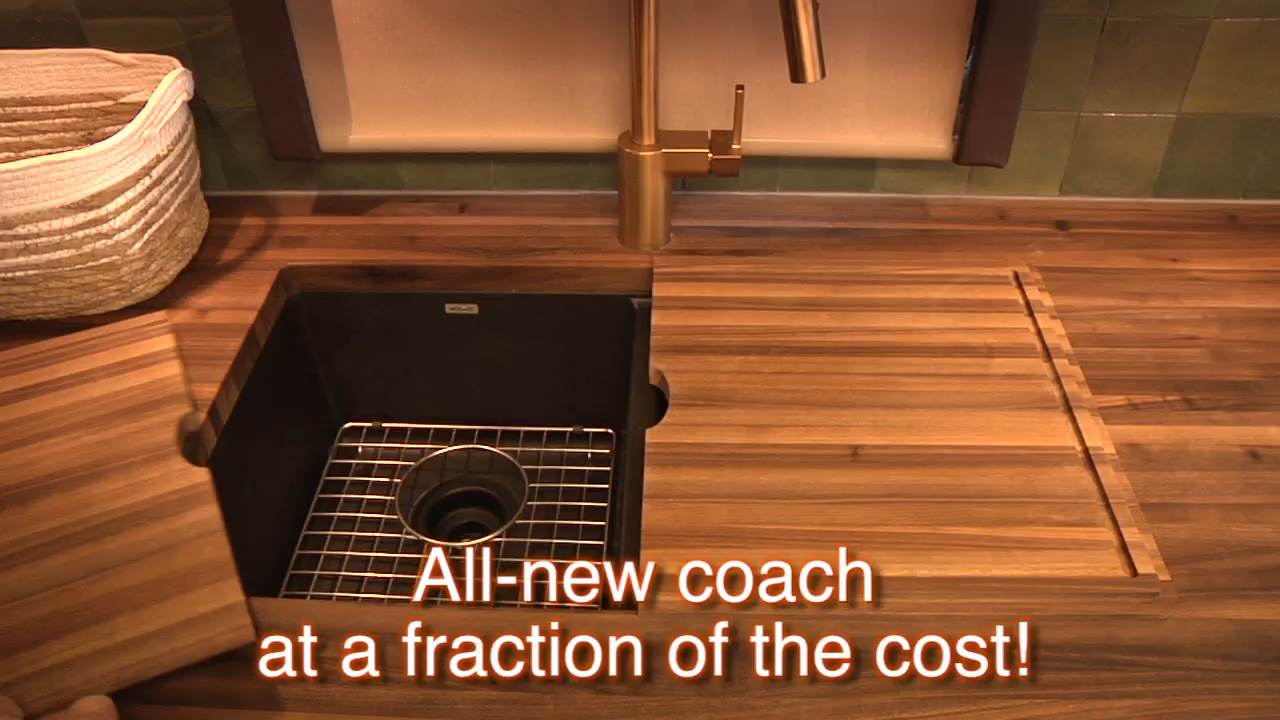 All-new coach
at a fraction of the cost!